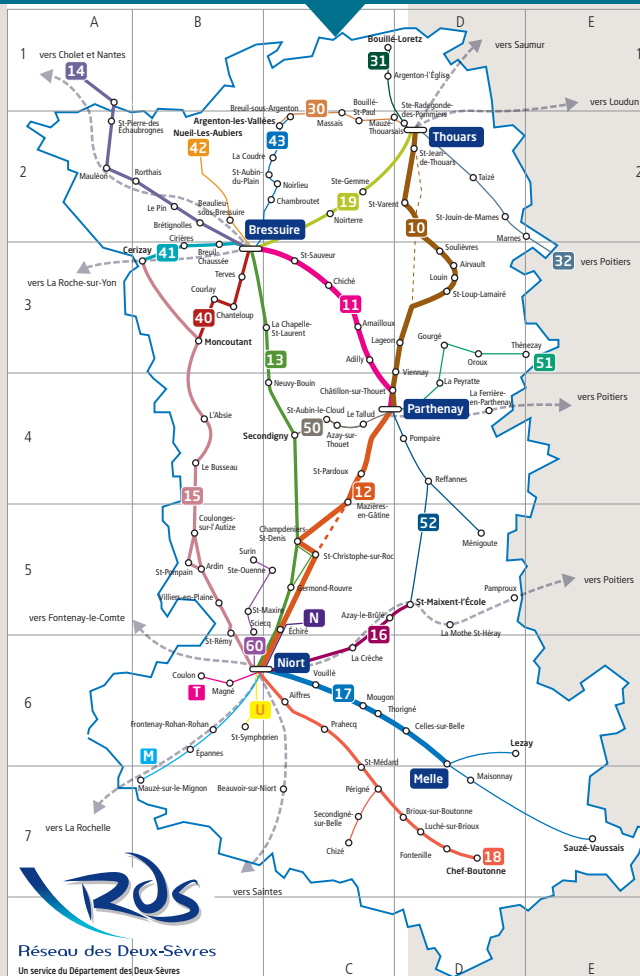 A
B
D
E
1
vers Cholet et Nantes
14
Bouillé-Loretz
31
vers Saumur
Argenton-l'Église
vers Loudun
St-Pierre-des
Echaubrognes
Breuil-sous-Argenton
30
Bouillé-
St-Paul
Ste-Radegonde
des-Pommiers
Argenton-les-Vallées
Massais
Mauzé-
Thouarsais
Thouars
Nueil-Les-Aubiers
42
43
2
La Coudre
St-Jean-
de-Thouars
Mauléon
Rorthais
St-Aubin-
du-Plain
Noirlieu
Ste-Gemme
Taizé
Le Pin
Beaulieu-
sous-Bressuire
Chambroutet
19
St-Varent
Brétignolles
Noirterre
St-Jouin-de-Marnes
Bressuire
10
Marnes
Cirières
Cerizay
41
Breuil-
Chaussée
St-Sauveur
Soulièvres
32
vers Poitiers
Airvault
vers La Roche-sur-Yon
Terves
Chiché
Louin
3
Courlay
11
St-Loup-Lamairé
40
Chanteloup
Amailloux
La Chapelle-
St-Laurent
Moncoutant
Lageon
Gourgé
Thénezay
13
Adilly
51
Viennay
Neuvy-Bouin
La Peyratte
Châtillon-sur-Thouet
La Ferrière-
en-Parthenay
vers Poitiers
L'Absie
St-Aubin-le-Cloud
Le Tallud
Parthenay
50
4
Secondigny
Azay-sur-
Thouet
Pompaire
Le Busseau
St-Pardoux
Reffannes
15
12
Mazières-
en-Gâtine
Coulonges-
sur-l'Autize
52
Champdeniers-
St-Denis
Ménigoute
Surin
St-Christophe-sur-Roc
5
Ste-Ouenne
St-Pompain
Ardin
vers Poitiers
Germond-Rouvre
Pamproux
Villiers-en-Plaine
St-Maixent-l'École
St-Maxire
N
Azay-le-Brûlé
vers Fontenay-le-Comte
Sciecq
Échiré
16
La Mothe St-Héray
St-Rémy
60
La Crèche
Niort
Coulon
Vouillé
T
Magné
17
Mougon
6
Aiffres
U
Thorigné
Frontenay-Rohan-Rohan
Prahecq
Celles-sur-Belle
St-Symphorien
Lezay
M
Épannes
St-Médard
Melle
Mauzé-sur-le-Mignon
Beauvoir-sur-Niort
Périgné
Maisonnay
Secondigné-
sur-Belle
Brioux-sur-Boutonne
vers La Rochelle
Luché-sur-Brioux
7
Chizé
Sauzé-Vaussais
Fontenille
18
Chef-Boutonne
vers Saintes
RDS
Réseau des Deux-Sèvres
Un service du Département des Deux-Sèvres
C
D
E